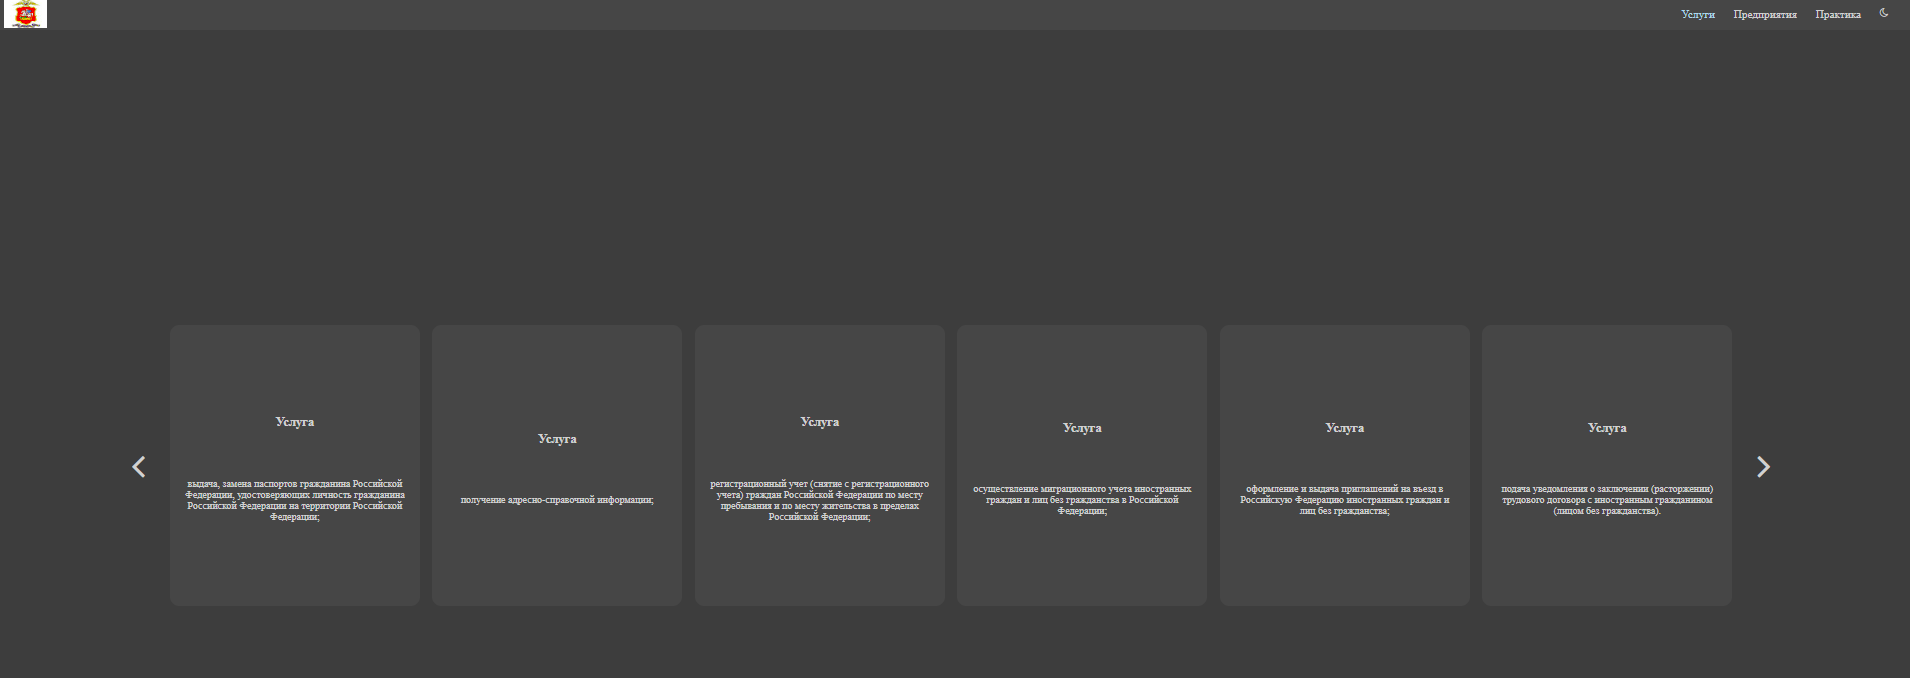 Услуги
Предприятия
Практика
Услуга
выдача, замена паспортов гражданина Российской
Федерации, удостоверяющих личность гражданина
Российской Федерации на территории Российской
Федерации;
Услуга
получение адресно-справочной информации;
Услуга
регистрационный учет (снятие с регистрационного
учета) граждан Российской Федерации по месту
пребывания и по месту жительства в пределах
Российской Федерации;
Услуга
осуществление миграционного учета иностранных
граждан и лиц без гражданства в Российской
Федерации;
Услуга
оформление и выдача приглашений на въезд в
Российскую Федерацию иностранных граждан и
лиц без гражданства;
Услуга
подача уведомления о заключении (расторжении)
трудового договора с иностранным гражданином
(лицом без гражданства).